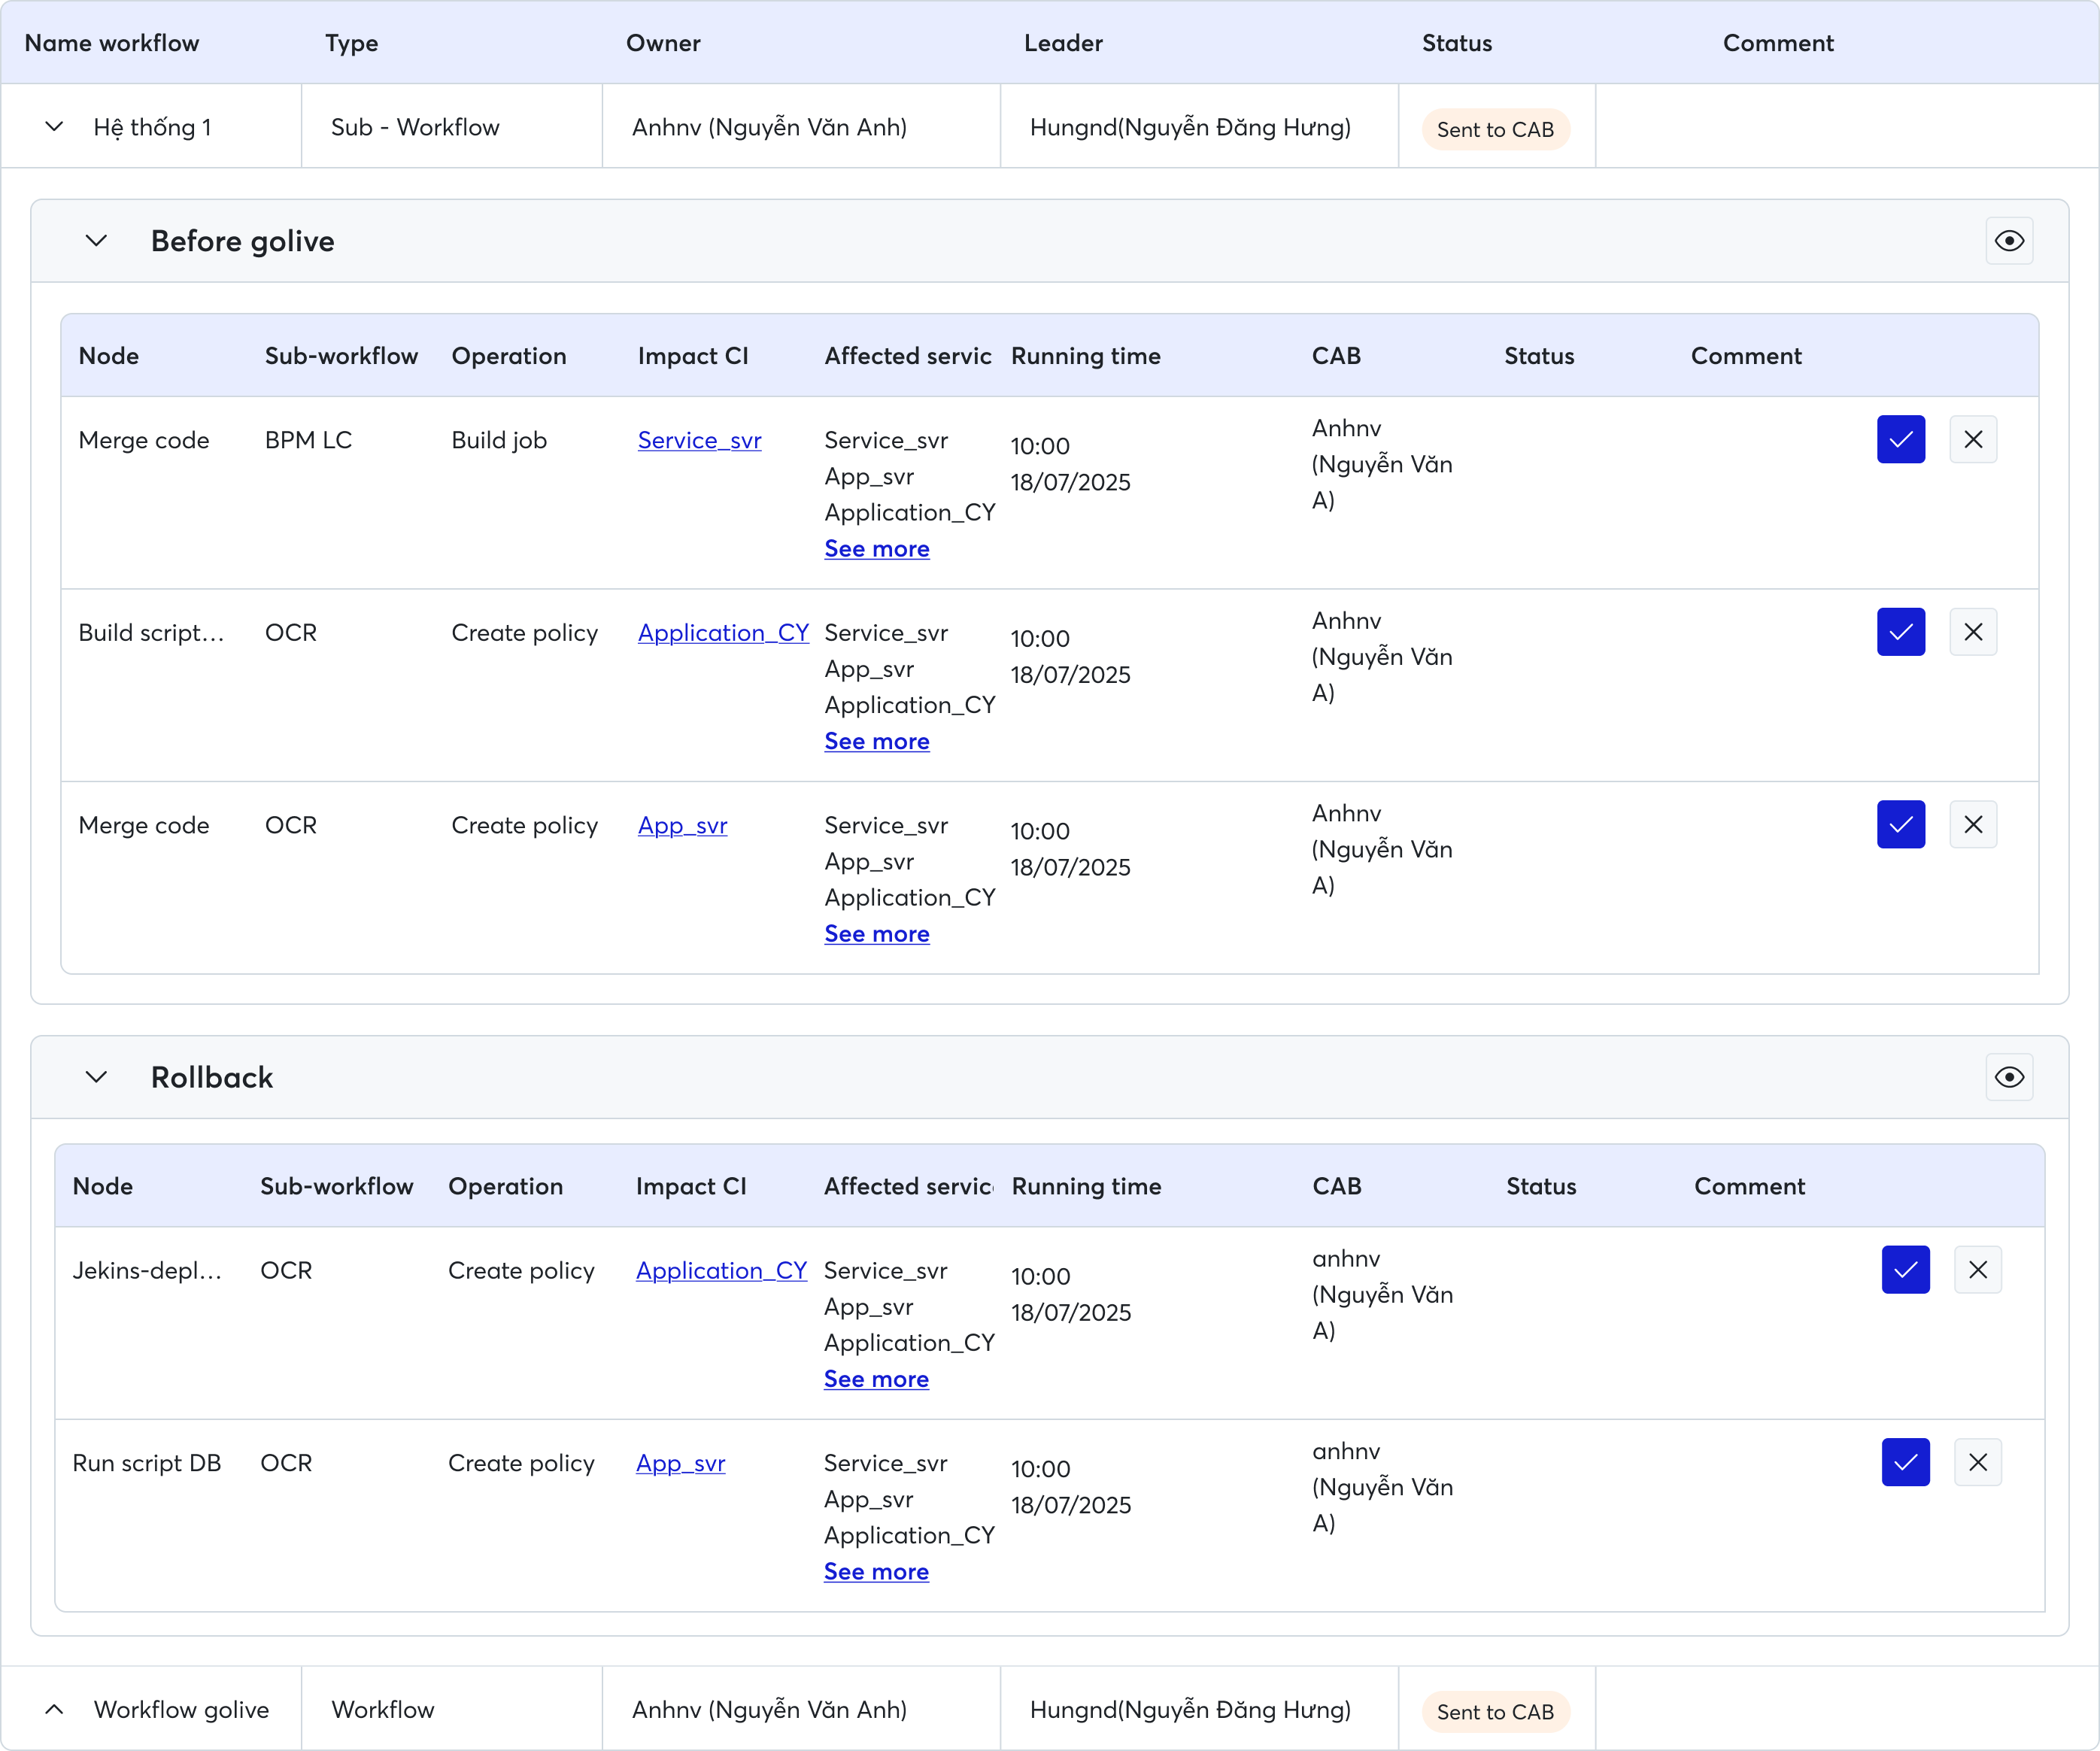 Name workflow Type Owner Leader Status Comment
Hệ thống 1 Sub - Workflow Anhnv (Nguyễn Văn Anh) Hungnd(Nguyễn Đăng Hưng) Sent to CAB
Before golive
Node Sub-workflow Operation Impact CI Affected servic Running time CAB Status Comment
Merge code BPM LC Build job Service_svr Service_svr 10:00 Anhnv
App_svr 18/07/2025 (Nguyễn Văn
Application_CY A)
See more
Build script... OCR Create policy Application_CY Service_svr 10:00 Anhnv
App_svr 18/07/2025 (Nguyễn Văn
Application_CY A)
See more
Merge code OCR Create policy App_svr Service_svr 10:00 Anhnv
App_svr 18/07/2025 (Nguyễn Văn
Application_CY A)
See more
Rollback
Node Sub-workflow Operation Impact CI Affected servic Running time CAB Status Comment
Jekins-depl... OCR Create policy Application_CY Service_svr 10:00 anhnv
App_svr 18/07/2025 (Nguyễn Văn
Application_CY A)
See more
Run script DB OCR Create policy App_svr Service_svr 10:00 anhnv
App_svr 18/07/2025 (Nguyễn Văn
Application_CY A)
See more
Workflow golive Workflow Anhnv (Nguyễn Văn Anh) Hungnd(Nguyễn Đăng Hưng) Sent to CAB